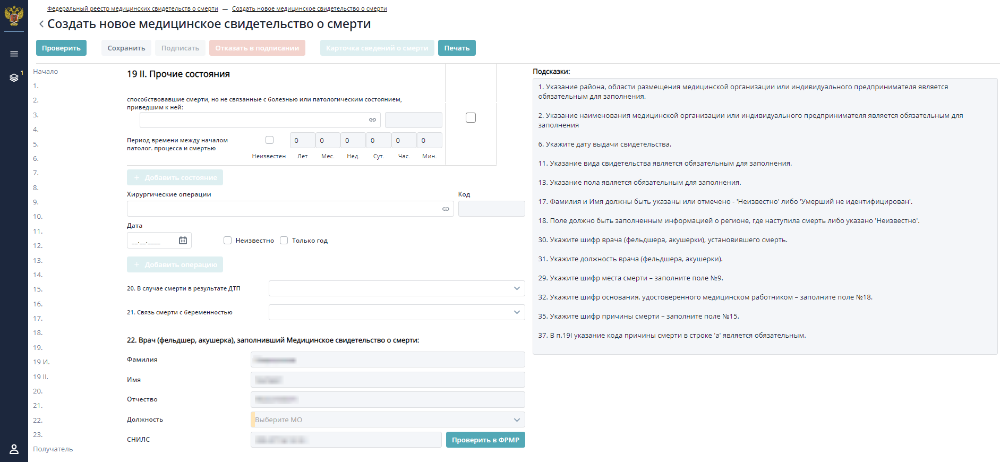 Федеральный реестр медицинских свидетельств о смерти — Создать новое медицинское свидетельство о смерти
Создать новое медицинское свидетельство о смерти
Проверить Сохранить Подписать Отказать в подписании Карточка сведений о смерти Печать
1
Начало
1.
2.
3.
4.
5.
6.
7.
8.
9.
10.
11.
12.
13.
14.
15.
16.
17.
18.
19.
19 И.
19 II.
20.
21.
22.
23.
Получатель
19 II. Прочие состояния
способствовавшие смерти, но не связанные с болезнью или патологическим состоянием,
приведшим к ней:
Период времени между началом
патолог. процесса и смертью
0 0 0 0 0 0
Неизвестен Лет Мес. Нед. Сут. Час. Мин.
+ Добавить состояние
Хирургические операции Код
Дата
__.__.____ Неизвестно Только год
+ Добавить операцию
20. В случае смерти в результате ДТП
21. Связь смерти с беременностью
22. Врач (фельдшер, акушерка), заполнивший Медицинское свидетельство о смерти:
Фамилия
Имя
Отчество
Должность Выберите МО
СНИЛС Проверить в ФРМР
Подсказки:
1. Указание района, области размещения медицинской организации или индивидуального предпринимателя является
обязательным для заполнения.
2. Указание наименования медицинской организации или индивидуального предпринимателя является обязательным для
заполнения
6. Укажите дату выдачи свидетельства.
11. Указание вида свидетельства является обязательным для заполнения.
13. Указание пола является обязательным для заполнения.
17. Фамилия и Имя должны быть указаны или отмечено - 'Неизвестно' либо 'Умерший не идентифицирован'.
18. Поле должно быть заполненным информацией о регионе, где наступила смерть либо указано 'Неизвестно'.
30. Укажите шифр врача (фельдшера, акушерки), установившего смерть.
31. Укажите должность врача (фельдшера, акушерки).
29. Укажите шифр места смерти – заполните поле №9.
32. Укажите шифр основания, удостоверенного медицинском работником – заполните поле №18.
35. Укажите шифр причины смерти – заполните поле №15.
37. В п.19I указание кода причины смерти в строке 'а' является обязательным.